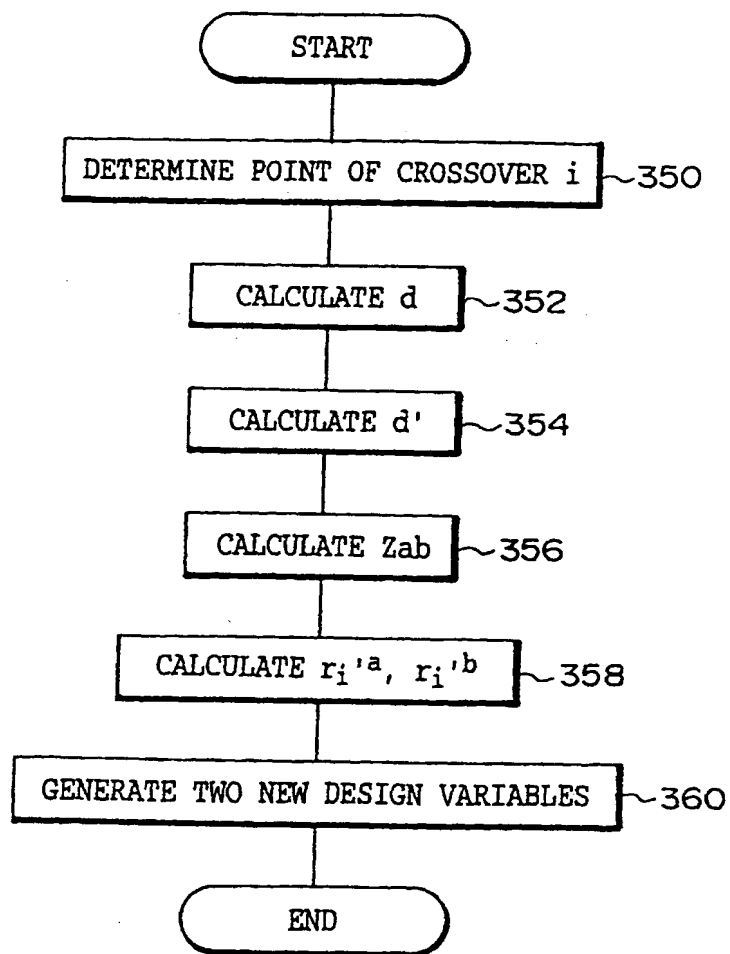 START
DETERMINE POINT OF CROSSOVER i 350
CALCULATE d 352
CALCULATE d' 354
CALCULATE Zab 356
CALCULATE rᵢ'ᵃ, rᵢ'ᵇ 358
GENERATE TWO NEW DESIGN VARIABLES 360
END